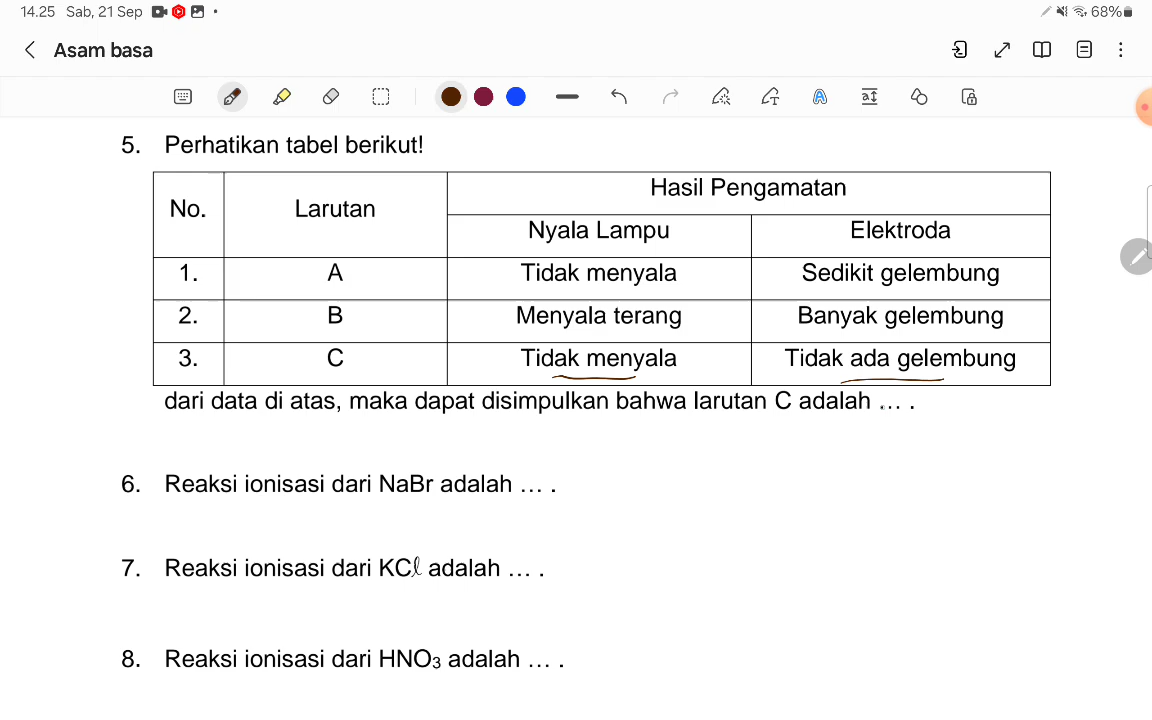 14.25 Sab, 21 Sep
68%
Asam basa
5. Perhatikan tabel berikut!
No. Larutan Hasil Pengamatan
Nyala Lampu Elektroda
1. A Tidak menyala Sedikit gelembung
2. B Menyala terang Banyak gelembung
3. C Tidak menyala Tidak ada gelembung
dari data di atas, maka dapat disimpulkan bahwa larutan C adalah ... .
6. Reaksi ionisasi dari NaBr adalah ... .
7. Reaksi ionisasi dari KCℓ adalah ... .
8. Reaksi ionisasi dari HNO₃ adalah ... .